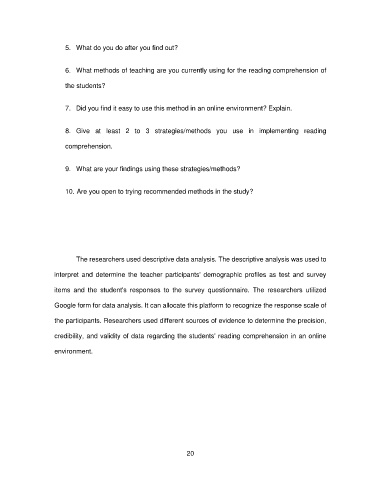 5. What do you do after you find out?
6. What methods of teaching are you currently using for the reading comprehension of
the students?
7. Did you find it easy to use this method in an online environment? Explain.
8. Give at least 2 to 3 strategies/methods you use in implementing reading
comprehension.
9. What are your findings using these strategies/methods?
10. Are you open to trying recommended methods in the study?
The researchers used descriptive data analysis. The descriptive analysis was used to
interpret and determine the teacher participants' demographic profiles as test and survey
items and the student's responses to the survey questionnaire. The researchers utilized
Google form for data analysis. It can allocate this platform to recognize the response scale of
the participants. Researchers used different sources of evidence to determine the precision,
credibility, and validity of data regarding the students' reading comprehension in an online
environment.
20